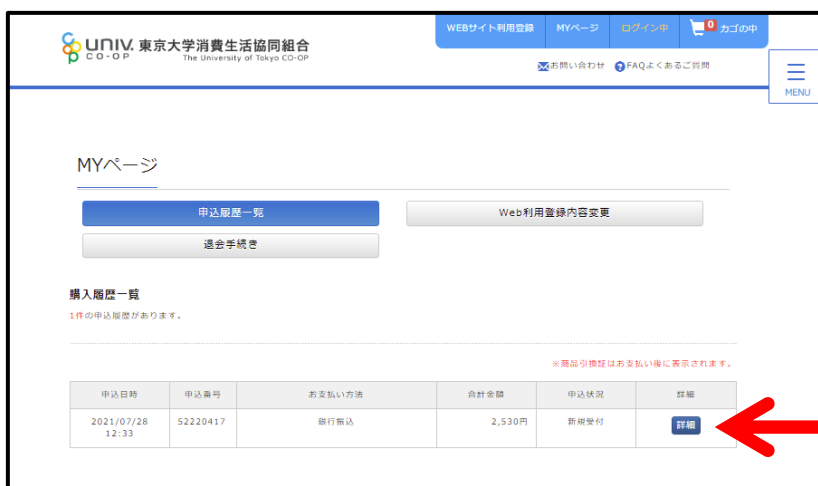 WEBサイト利用登録 MYページ ログイン中 0 カゴの中
UNIV. 東京大学消費生活協同組合
CO-OP The University of Tokyo CO-OP
お問い合わせ ?FAQよくあるご質問
MENU
MYページ
申込履歴一覧 Web利用登録内容変更
退会手続き
購入履歴一覧
1件の申込履歴があります。
※商品引換証はお支払い後に表示されます。
申込日時 申込番号 お支払い方法 合計金額 申込状況 詳細
2021/07/28 52220417 銀行振込 2,530円 新規受付 詳細
12:33